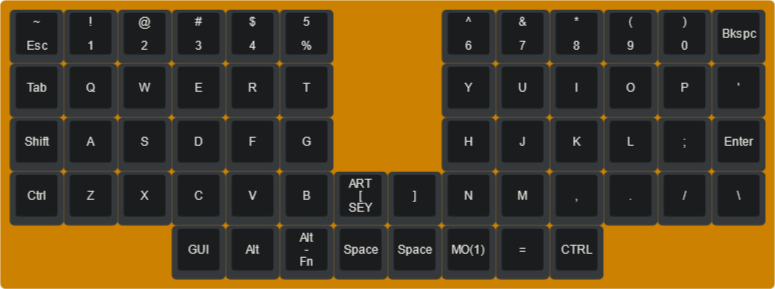 ~ ! @ # $ 5 ^ & * ( ) Bkspc
Esc 1 2 3 4 % 6 7 8 9 0
Tab Q W E R T Y U I O P '
Shift A S D F G H J K L ; Enter
ART
Ctrl Z X C V B [ ] N M , . / \
SEY
Alt
GUI Alt - Space Space MO(1) = CTRL
Fn